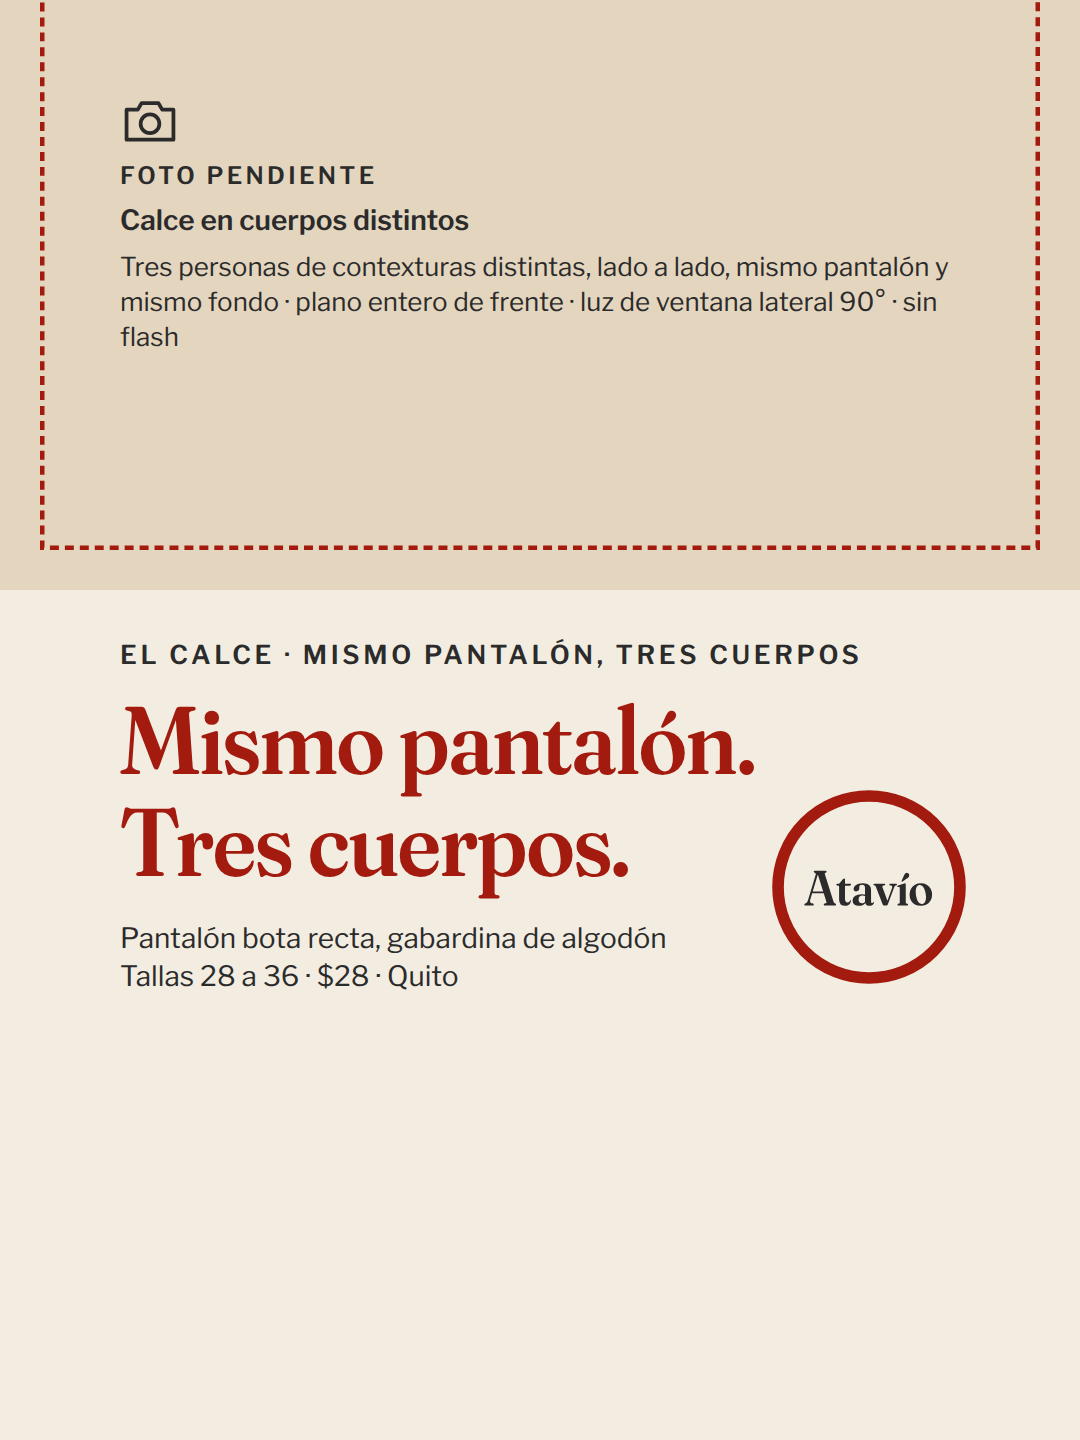 FOTO PENDIENTE
Calce en cuerpos distintos
Tres personas de contexturas distintas, lado a lado, mismo pantalón y
mismo fondo · plano entero de frente · luz de ventana lateral 90° · sin
flash
EL CALCE · MISMO PANTALÓN, TRES CUERPOS
Mismo pantalón.
Tres cuerpos.
Atavío
Pantalón bota recta, gabardina de algodón
Tallas 28 a 36 · $28 · Quito